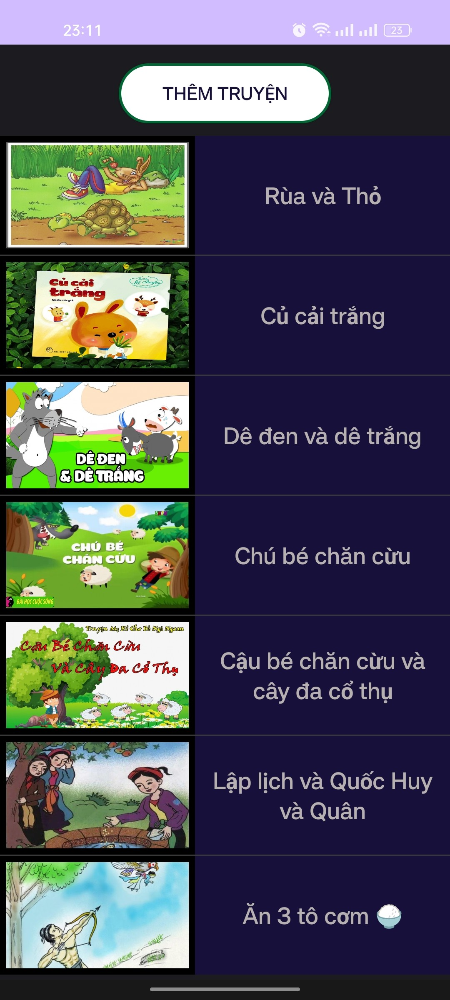 23:11
23
THÊM TRUYỆN
Rùa và Thỏ
Củ cải
trắng
Nhiều tác giả
Bé tập
kể chuyện
NHÀ XUẤT BẢN TRẺ
Củ cải trắng
DÊ ĐEN
& DÊ TRẮNG
Dê đen và dê trắng
CHÚ BÉ
CHĂN CỪU
BÀI HỌC CUỘC SỐNG
Chú bé chăn cừu
Truyện Mẹ Kể Cho Bé Ngủ Ngoan
Cậu Bé Chăn Cừu
Và Cây Đa Cổ Thụ
Cậu bé chăn cừu và
cây đa cổ thụ
Lập lịch và Quốc Huy
và Quân
Ăn 3 tô cơm 🍚